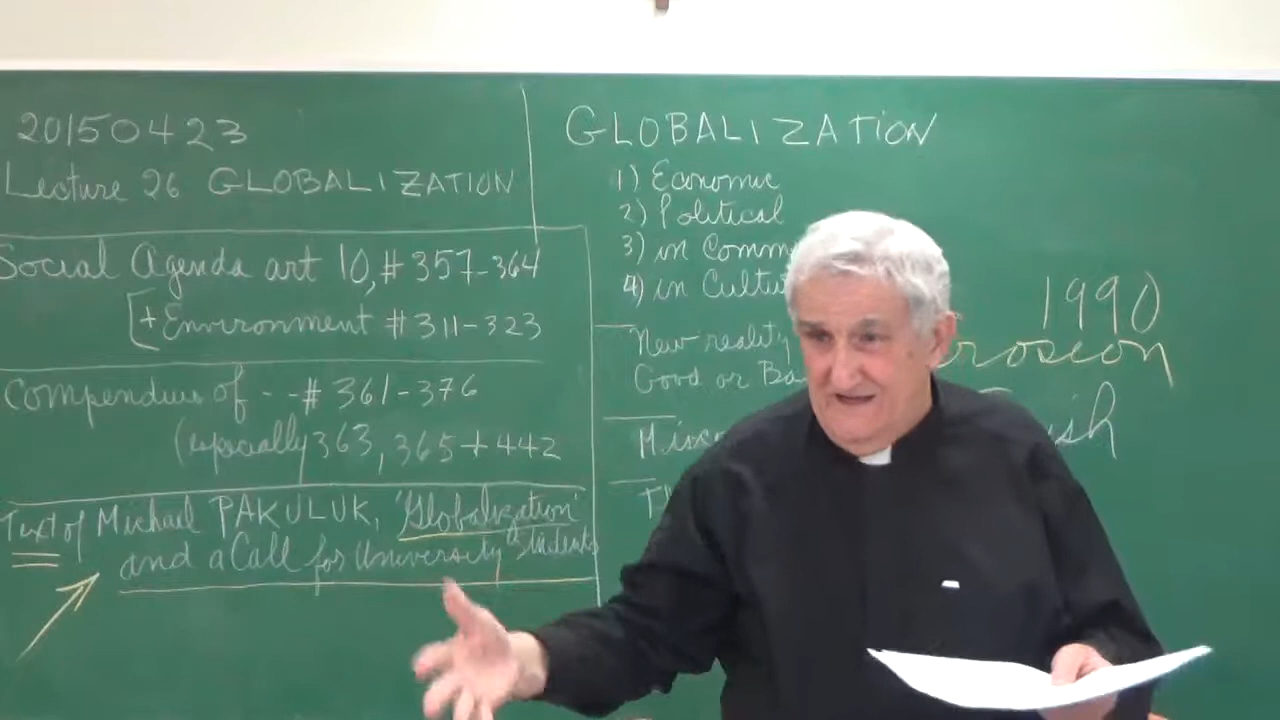 20150423
Lecture 26 GLOBALIZATION
Social Agenda art 10, # 357-364
[+Environment # 311-323
Compendium of --# 361-376
(especially 363, 365+442
Text of Michael PAKULUK, 'Globalization'
and a Call for University Students
GLOBALIZATION
1) Economic
2) Political
3) in Comm
4) in Cultu
New reality
Good or Ba
1990
rosion
ish